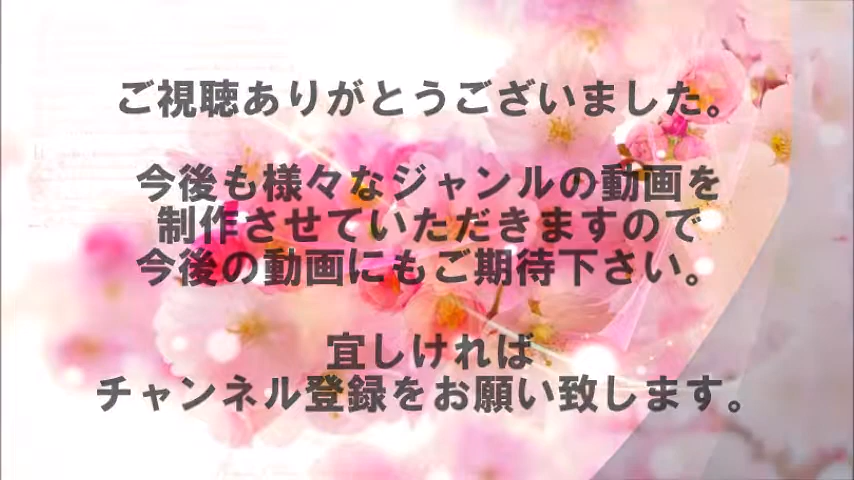 ご視聴ありがとうございました。
今後も様々なジャンルの動画を
制作させていただきますので
今後の動画にもご期待下さい。
宜しければ
チャンネル登録をお願い致します。